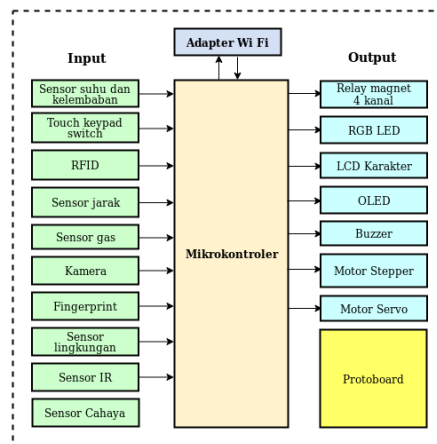 Adapter Wi Fi
Input
Output
Sensor suhu dan
kelembaban
Touch keypad
switch
RFID
Sensor jarak
Sensor gas
Kamera
Fingerprint
Sensor
lingkungan
Sensor IR
Sensor Cahaya
Mikrokontroler
Relay magnet
4 kanal
RGB LED
LCD Karakter
OLED
Buzzer
Motor Stepper
Motor Servo
Protoboard